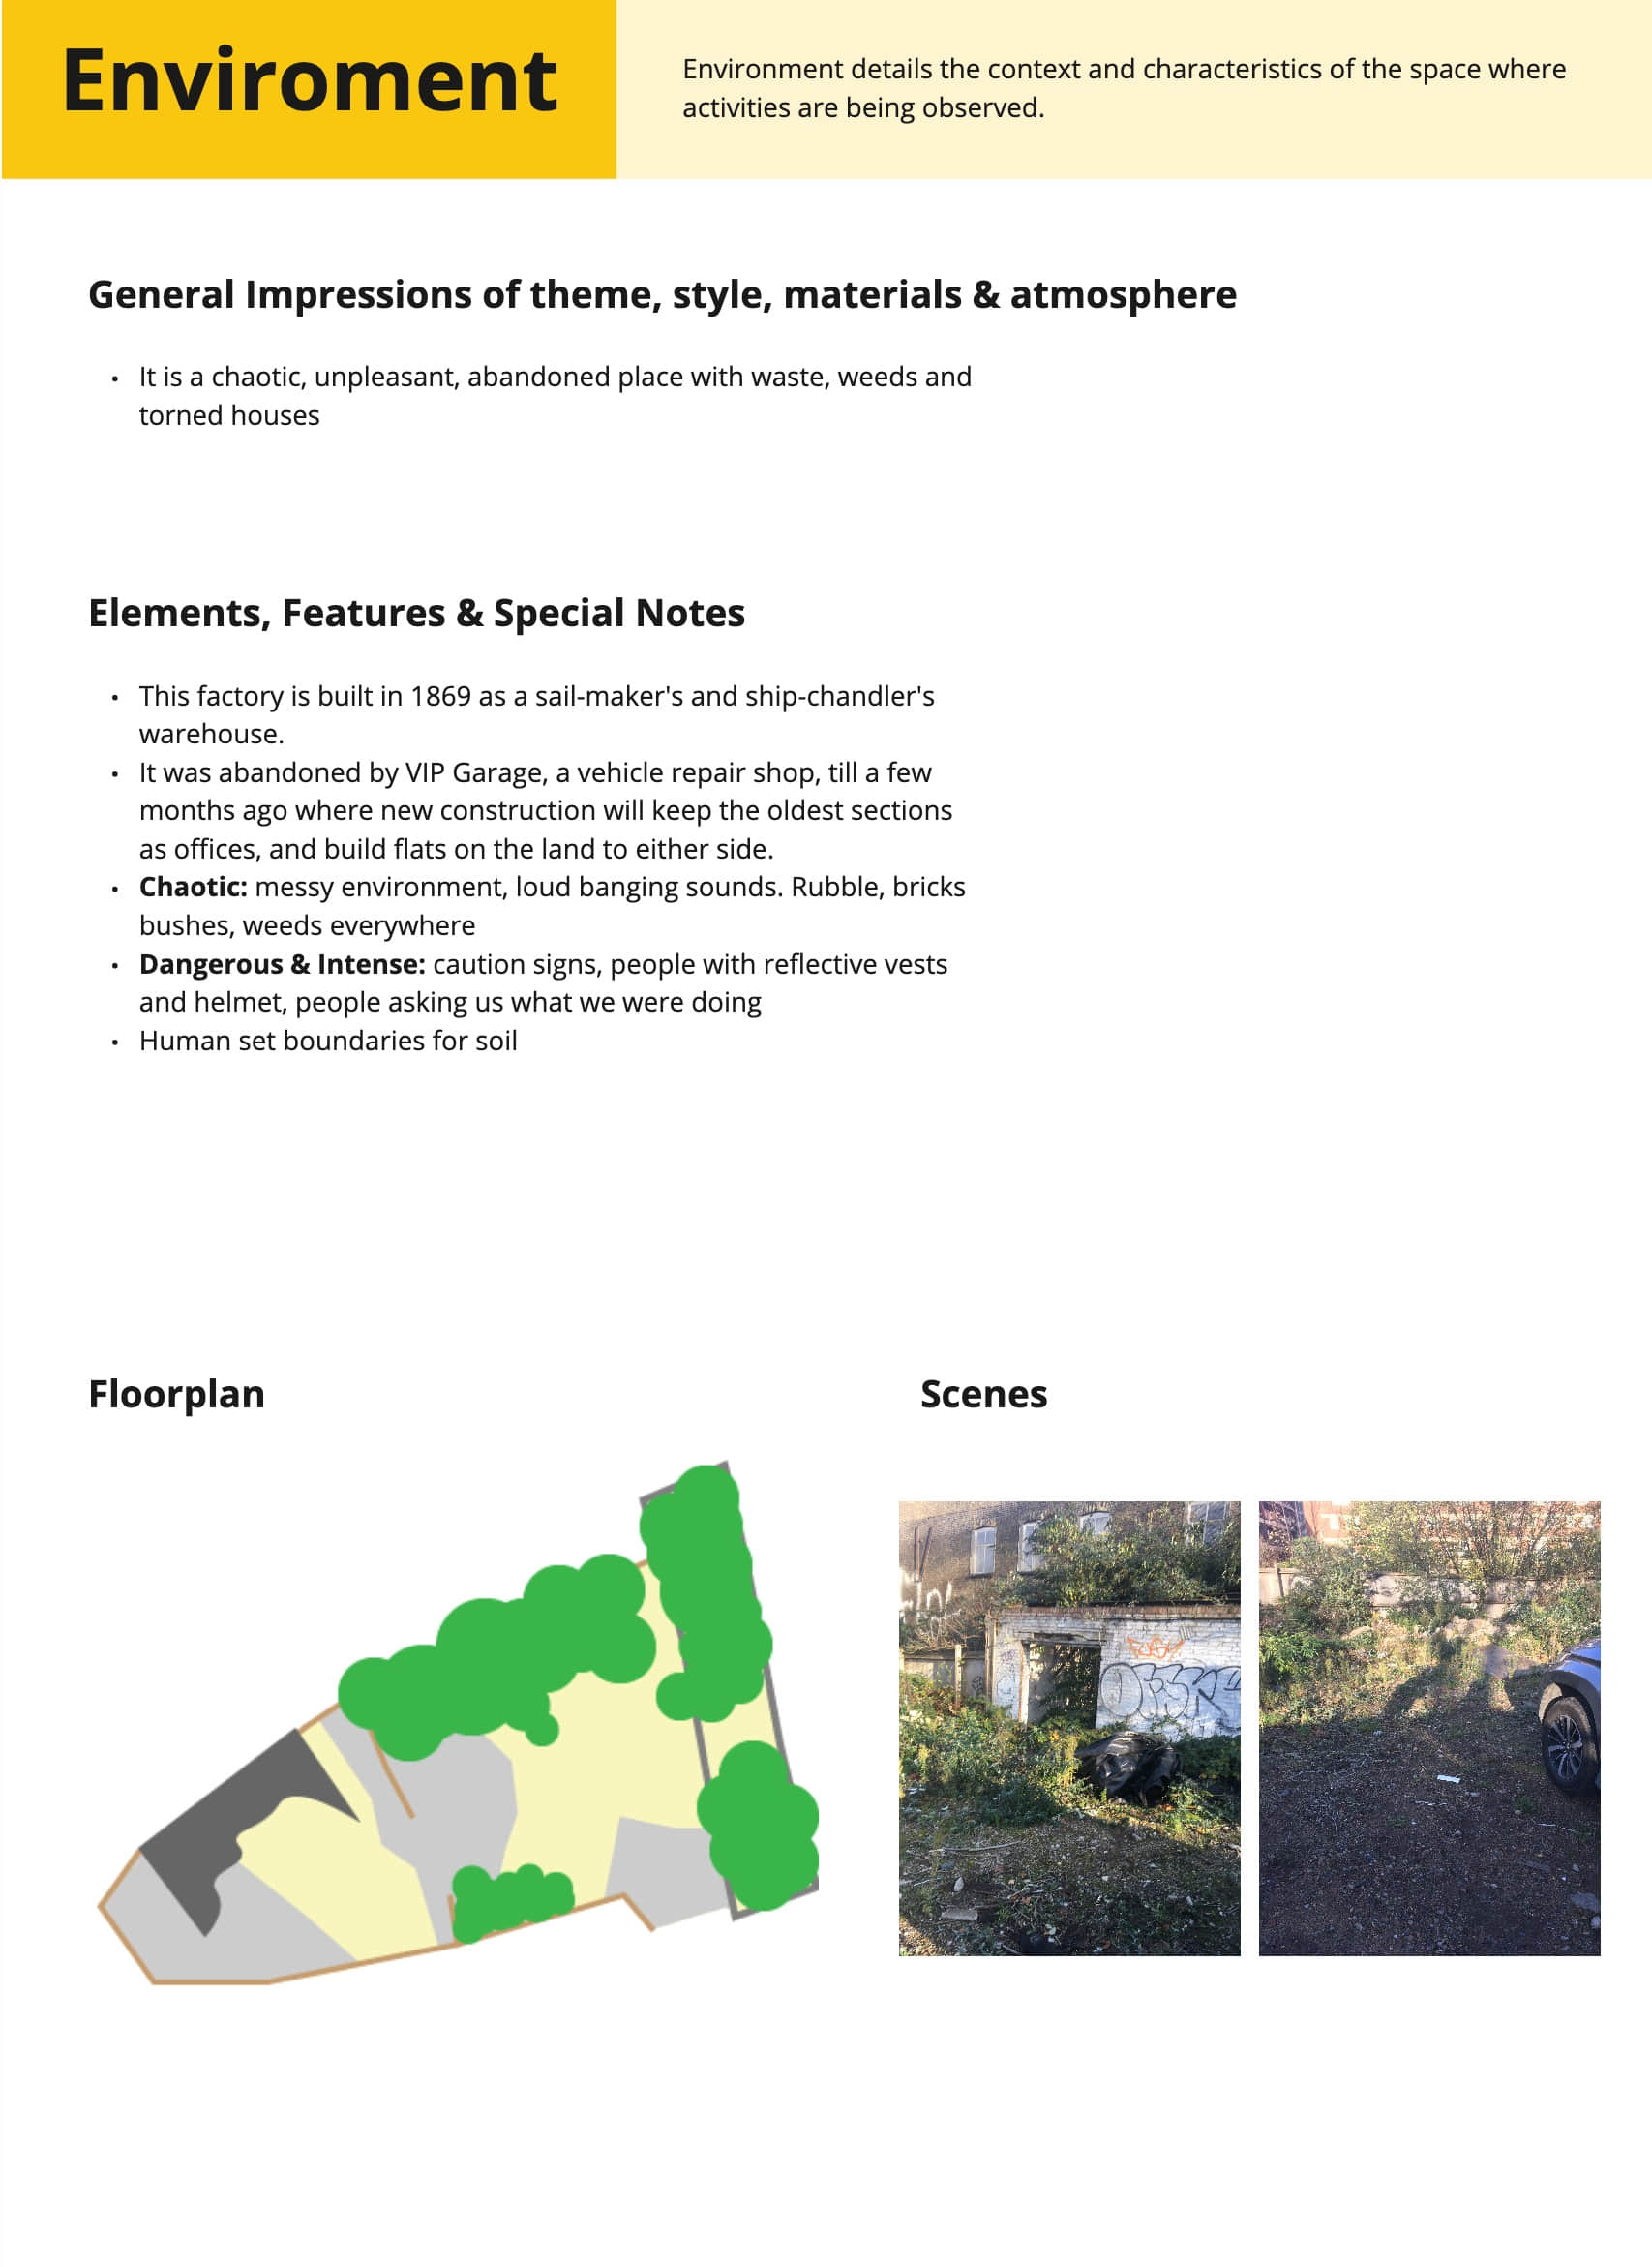 Enviroment
Environment details the context and characteristics of the space where
activities are being observed.
General Impressions of theme, style, materials & atmosphere
• It is a chaotic, unpleasant, abandoned place with waste, weeds and
torned houses
Elements, Features & Special Notes
• This factory is built in 1869 as a sail-maker's and ship-chandler's
warehouse.
• It was abandoned by VIP Garage, a vehicle repair shop, till a few
months ago where new construction will keep the oldest sections
as offices, and build flats on the land to either side.
• Chaotic: messy environment, loud banging sounds. Rubble, bricks
bushes, weeds everywhere
• Dangerous & Intense: caution signs, people with reflective vests
and helmet, people asking us what we were doing
• Human set boundaries for soil
Floorplan
Scenes